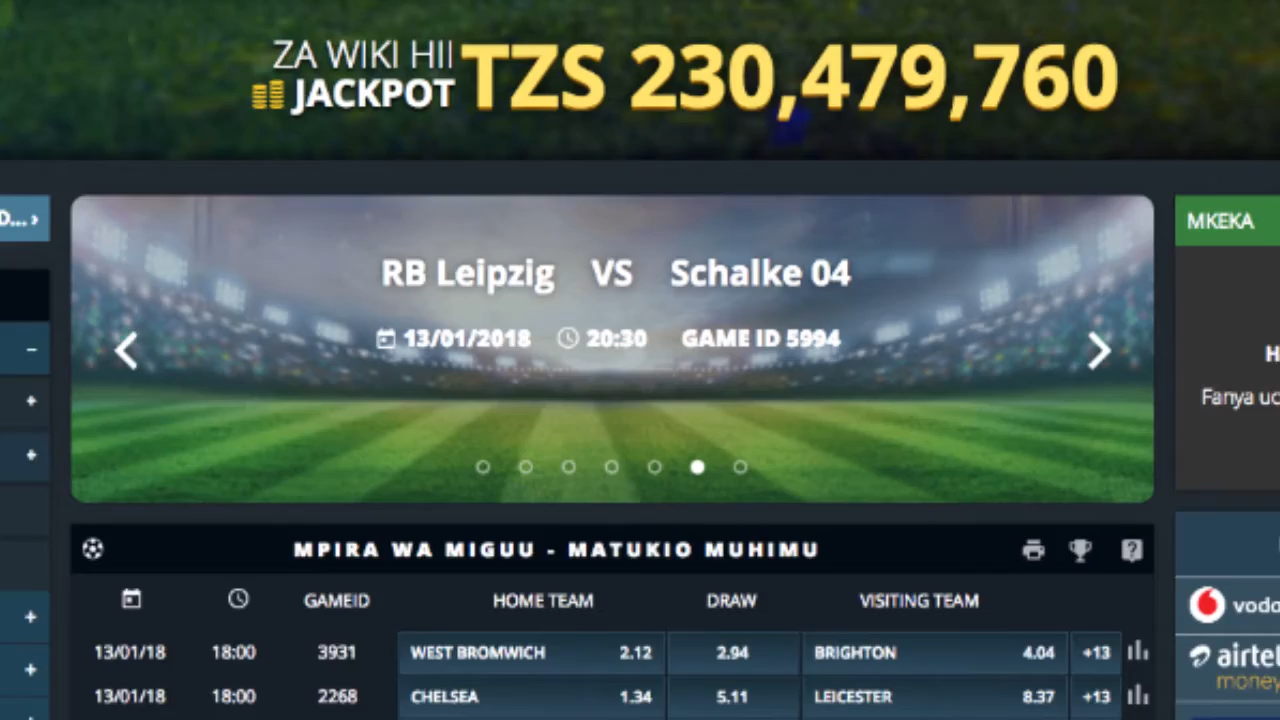 ZA WIKI HII
JACKPOT
TZS 230,479,760
D... ›
RB Leipzig VS Schalke 04
13/01/2018 20:30 GAME ID 5994
MKEKA
H
Fanya
MPIRA WA MIGUU - MATUKIO MUHIMU
GAMEID HOME TEAM DRAW VISITING TEAM
13/01/18 18:00 3931 WEST BROMWICH 2.12 2.94 BRIGHTON 4.04 +13
13/01/18 18:00 2268 CHELSEA 1.34 5.11 LEICESTER 8.37 +13
vodo
airtel
money